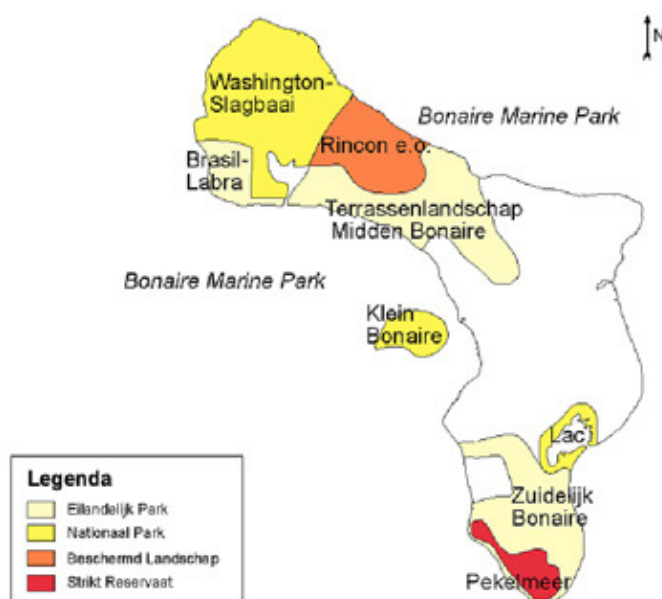 N
Washington-
Slagbaai
Bonaire Marine Park
Rincon e.o.
Brasil-
Labra
Terrassenlandschap
Midden Bonaire
Bonaire Marine Park
Klein
Bonaire
Lac
Zuidelijk
Bonaire
Pekelmeer
Legenda
Eilandelijk Park
Nationaal Park
Beschermd Landschap
Strikt Reservaat